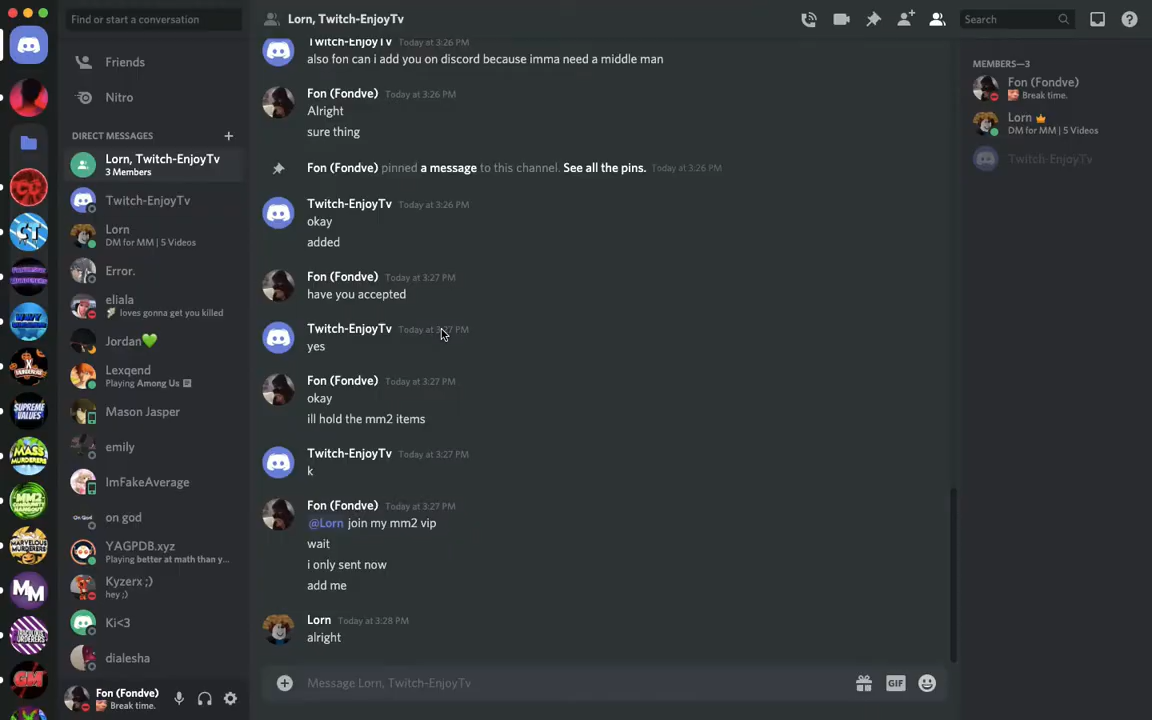 Find or start a conversation
Friends
Nitro
DIRECT MESSAGES
Lorn, Twitch-EnjoyTv
3 Members
Twitch-EnjoyTv
Lorn
DM for MM | 5 Videos
Error.
eliala
loves gonna get you killed
Jordan💚
Lexqend
Playing Among Us
Mason Jasper
emily
ImFakeAverage
on god
YAGPDB.xyz
Playing better at math than y...
Kyzerx ;)
hey ;)
Ki<3
dialesha
Fon (Fondve)
Break time.
Lorn, Twitch-EnjoyTv
Search
Twitch-EnjoyTv Today at 3:26 PM
also fon can i add you on discord because imma need a middle man
Fon (Fondve) Today at 3:26 PM
Alright
sure thing
Fon (Fondve) pinned a message to this channel. See all the pins. Today at 3:26 PM
Twitch-EnjoyTv Today at 3:26 PM
okay
added
Fon (Fondve) Today at 3:27 PM
have you accepted
Twitch-EnjoyTv Today at 3:27 PM
yes
Fon (Fondve) Today at 3:27 PM
okay
ill hold the mm2 items
Twitch-EnjoyTv Today at 3:27 PM
k
Fon (Fondve) Today at 3:27 PM
@Lorn join my mm2 vip
wait
i only sent now
add me
Lorn Today at 3:28 PM
alright
Message Lorn, Twitch-EnjoyTv
GIF
MEMBERS—3
Fon (Fondve)
Break time.
Lorn
DM for MM | 5 Videos
Twitch-EnjoyTv